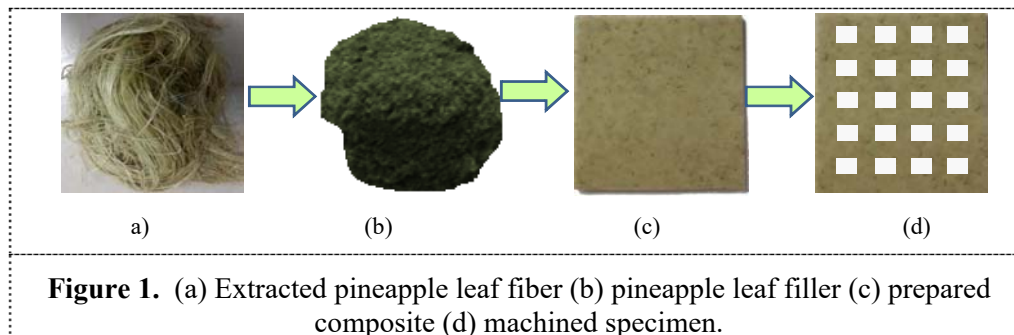 a)
(b)
(c)
(d)
Figure 1. (a) Extracted pineapple leaf fiber (b) pineapple leaf filler (c) prepared
composite (d) machined specimen.